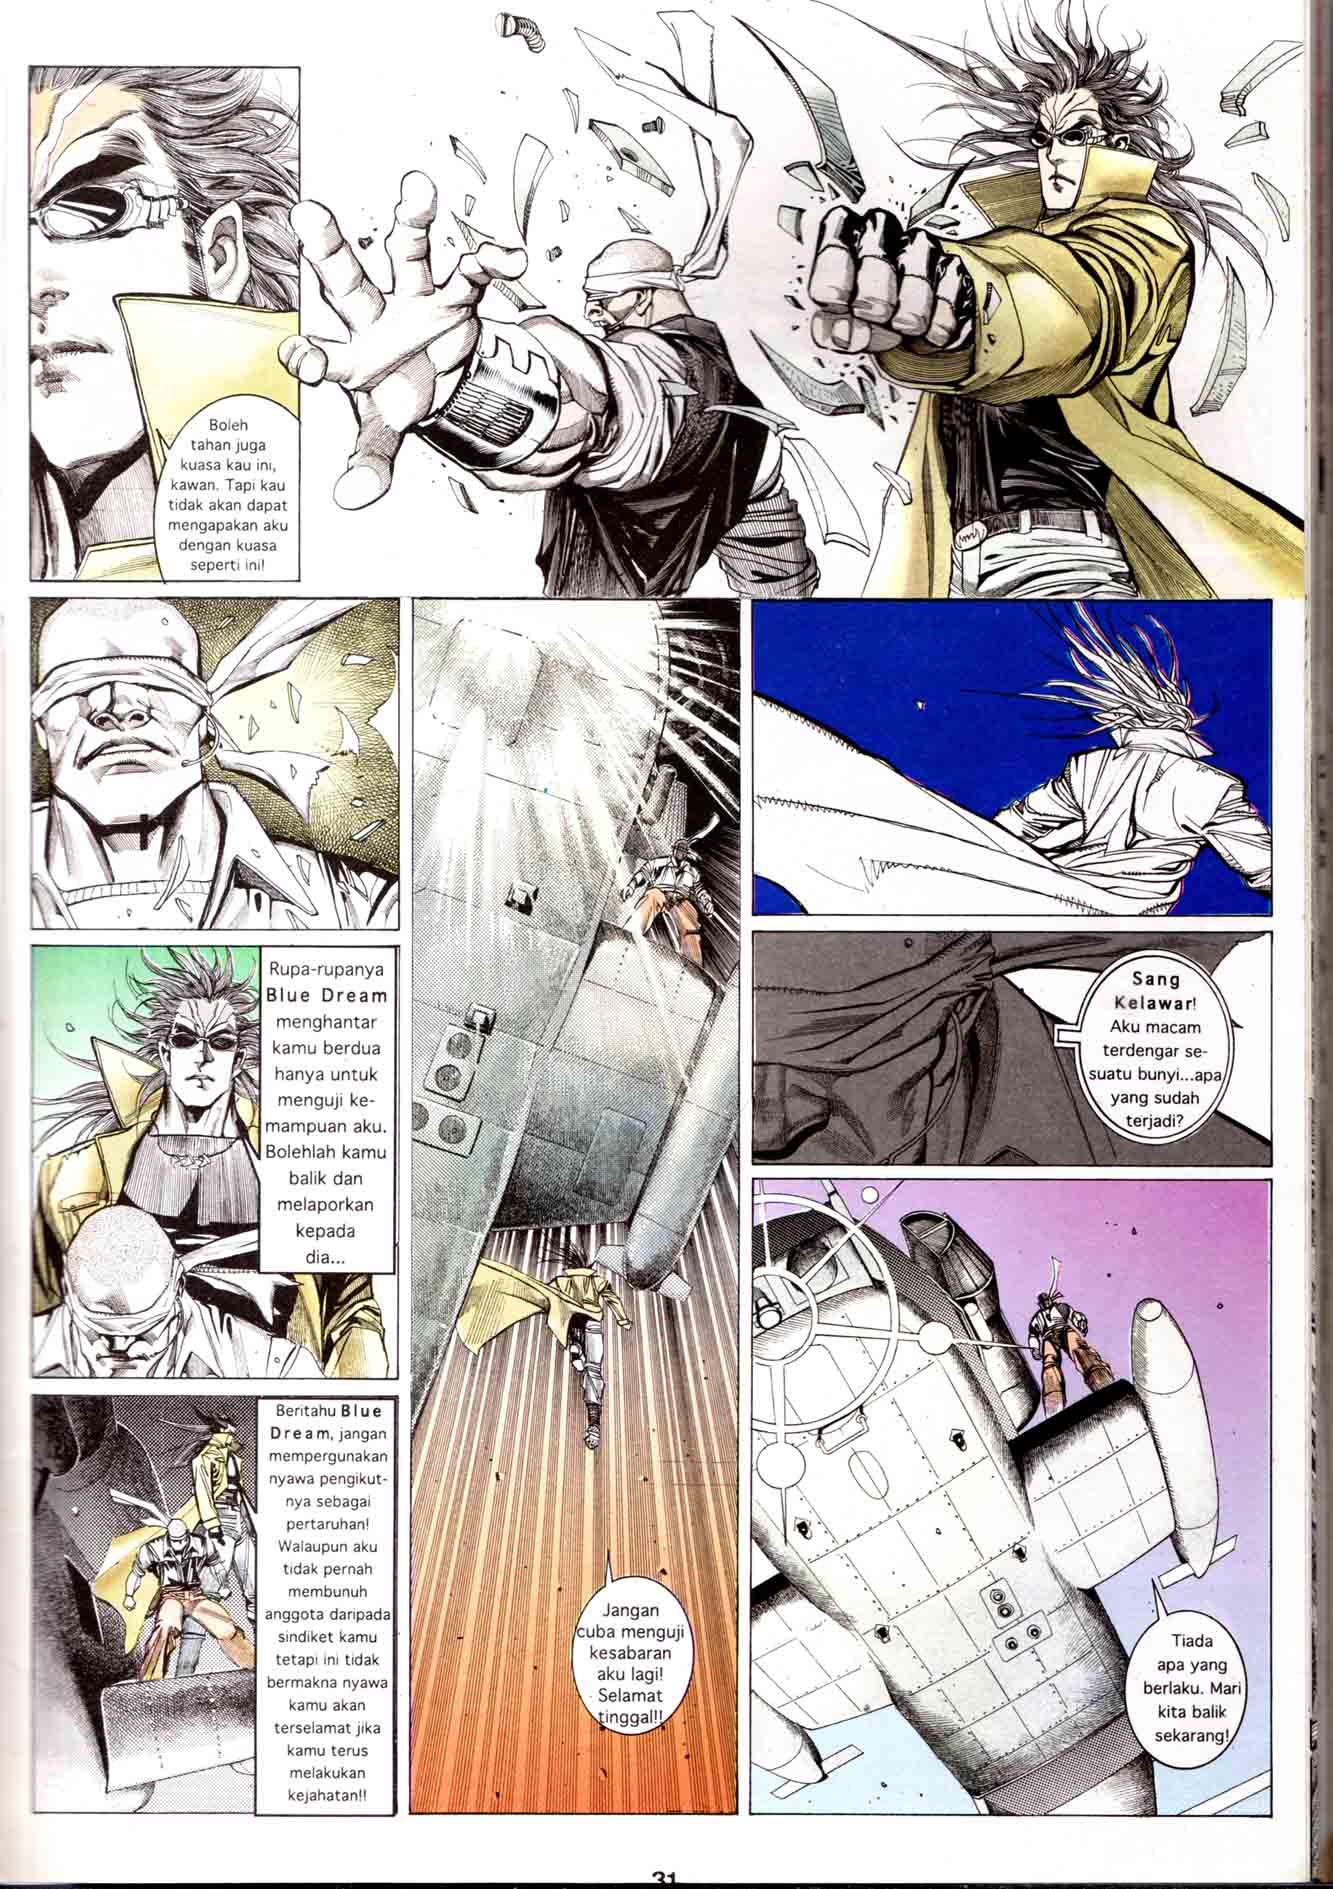 Boleh
tahan juga
kuasa kau ini,
kawan. Tapi kau
tidak akan dapat
mengapakan aku
dengan kuasa
seperti ini!
Rupa-rupanya
Blue Dream
menghantar
kamu berdua
hanya untuk
menguji ke-
mampuan aku.
Bolehlah kamu
balik dan
melaporkan
kepada
dia...
Beritahu Blue
Dream, jangan
mempergunakan
nyawa pengikut-
nya sebagai
pertaruhan!
Walaupun aku
tidak pernah
membunuh
anggota daripada
sindiket kamu
tetapi ini tidak
bermakna nyawa
kamu akan
terselamat jika
kamu terus
melakukan
kejahatan!!
Jangan
cuba menguji
kesabaran
aku lagi!
Selamat
tinggal!!
Sang
Kelawar!
Aku macam
terdengar se-
suatu bunyi...apa
yang sudah
terjadi?
Tiada
apa yang
berlaku. Mari
kita balik
sekarang!
31